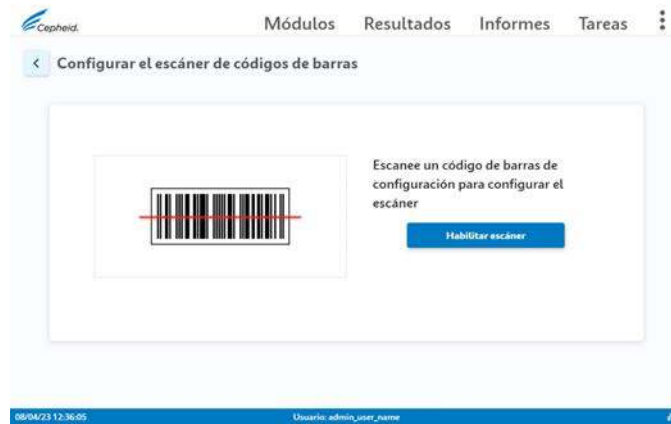 Cepheid.
Módulos Resultados Informes Tareas
Configurar el escáner de códigos de barras
Escanee un código de barras de
configuración para configurar el
escáner
Habilitar escáner
08/04/23 12:36:05 Usuario: admin_user_name